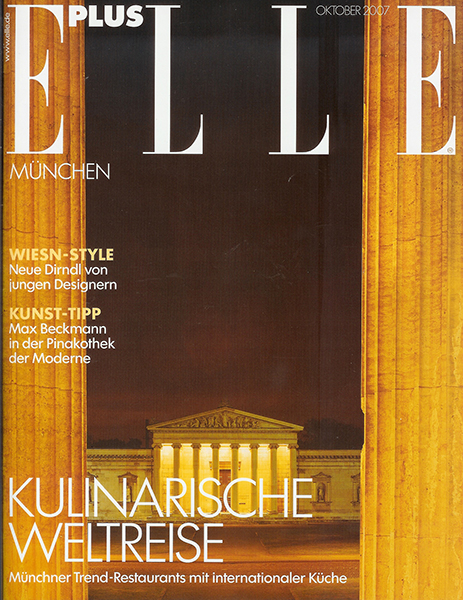 www.elle.de
PLUS
OKTOBER 2007
ELLE
®
MÜNCHEN
WIESN-STYLE
Neue Dirndl von
jungen Designern
KUNST-TIPP
Max Beckmann
in der Pinakothek
der Moderne
KULINARISCHE
WELTREISE
Münchner Trend-Restaurants mit internationaler Küche